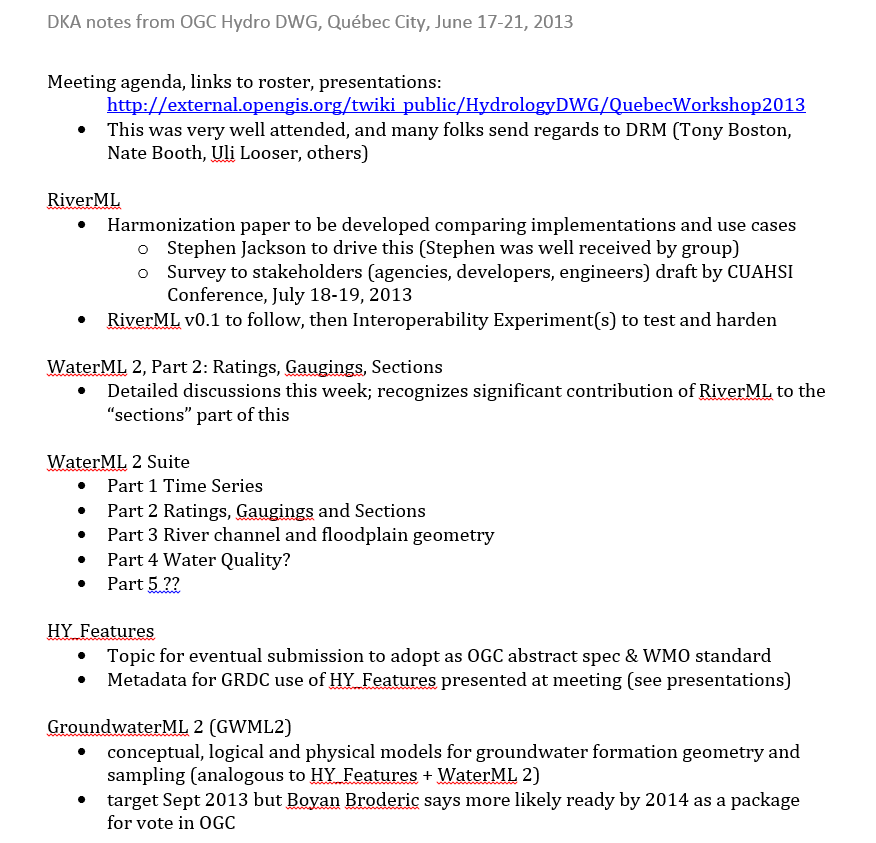 DKA notes from OGC Hydro DWG, Québec City, June 17-21, 2013
Meeting agenda, links to roster, presentations:
http://external.opengis.org/twiki_public/HydrologyDWG/QuebecWorkshop2013
• This was very well attended, and many folks send regards to DRM (Tony Boston,
Nate Booth, Uli Looser, others)
RiverML
• Harmonization paper to be developed comparing implementations and use cases
o Stephen Jackson to drive this (Stephen was well received by group)
o Survey to stakeholders (agencies, developers, engineers) draft by CUAHSI
Conference, July 18-19, 2013
• RiverML v0.1 to follow, then Interoperability Experiment(s) to test and harden
WaterML 2, Part 2: Ratings, Gaugings, Sections
• Detailed discussions this week; recognizes significant contribution of RiverML to the
“sections” part of this
WaterML 2 Suite
• Part 1 Time Series
• Part 2 Ratings, Gaugings and Sections
• Part 3 River channel and floodplain geometry
• Part 4 Water Quality?
• Part 5 ??
HY_Features
• Topic for eventual submission to adopt as OGC abstract spec & WMO standard
• Metadata for GRDC use of HY_Features presented at meeting (see presentations)
GroundwaterML 2 (GWML2)
• conceptual, logical and physical models for groundwater formation geometry and
sampling (analogous to HY_Features + WaterML 2)
• target Sept 2013 but Boyan Broderic says more likely ready by 2014 as a package
for vote in OGC